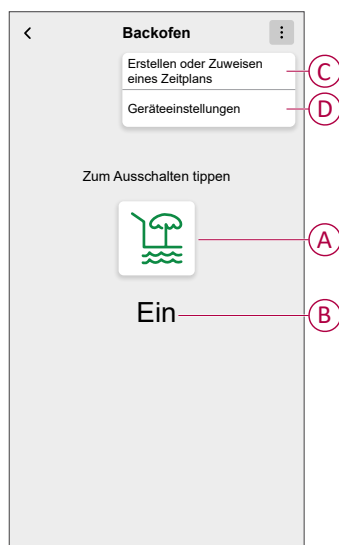 Backofen
Erstellen oder Zuweisen
eines Zeitplans
C
Geräteeinstellungen
D
Zum Ausschalten tippen
A
Ein
B